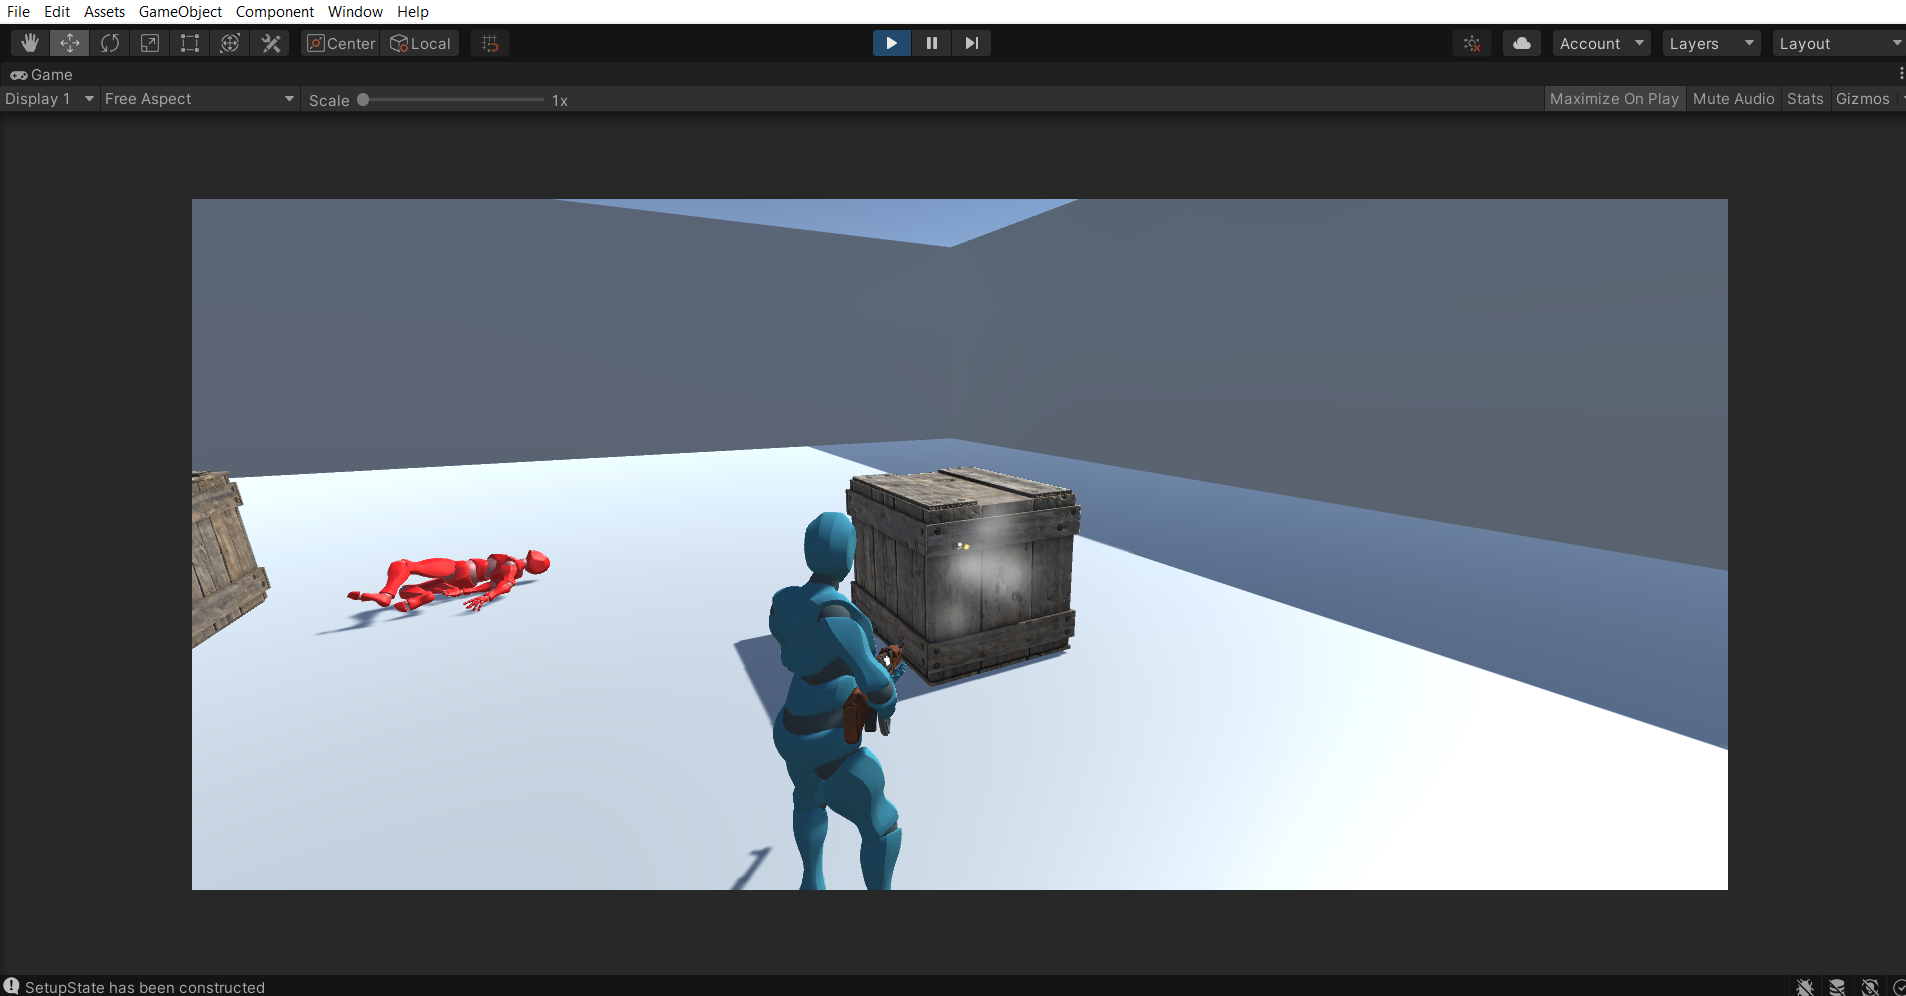 File Edit Assets GameObject Component Window Help
Center Local Account Layers Layout
Game
Display 1 Free Aspect Scale 1x Maximize On Play Mute Audio Stats Gizmos
SetupState has been constructed